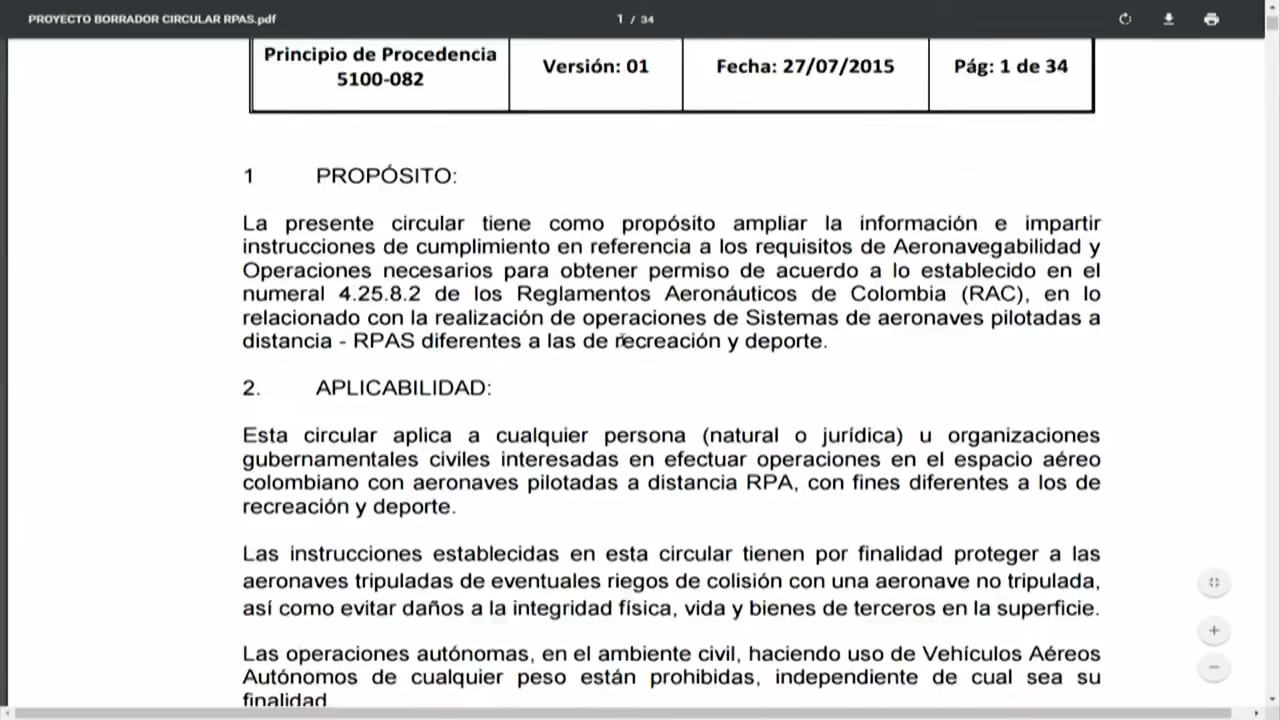 PROYECTO BORRADOR CIRCULAR RPAS.pdf
1 / 34
Principio de Procedencia
5100-082
Versión: 01
Fecha: 27/07/2015
Pág: 1 de 34
1 PROPÓSITO:
La presente circular tiene como propósito ampliar la información e impartir
instrucciones de cumplimiento en referencia a los requisitos de Aeronavegabilidad y
Operaciones necesarios para obtener permiso de acuerdo a lo establecido en el
numeral 4.25.8.2 de los Reglamentos Aeronáuticos de Colombia (RAC), en lo
relacionado con la realización de operaciones de Sistemas de aeronaves pilotadas a
distancia - RPAS diferentes a las de recreación y deporte.
2. APLICABILIDAD:
Esta circular aplica a cualquier persona (natural o jurídica) u organizaciones
gubernamentales civiles interesadas en efectuar operaciones en el espacio aéreo
colombiano con aeronaves pilotadas a distancia RPA, con fines diferentes a los de
recreación y deporte.
Las instrucciones establecidas en esta circular tienen por finalidad proteger a las
aeronaves tripuladas de eventuales riegos de colisión con una aeronave no tripulada,
así como evitar daños a la integridad física, vida y bienes de terceros en la superficie.
Las operaciones autónomas, en el ambiente civil, haciendo uso de Vehículos Aéreos
Autónomos de cualquier peso están prohibidas, independiente de cual sea su
finalidad.